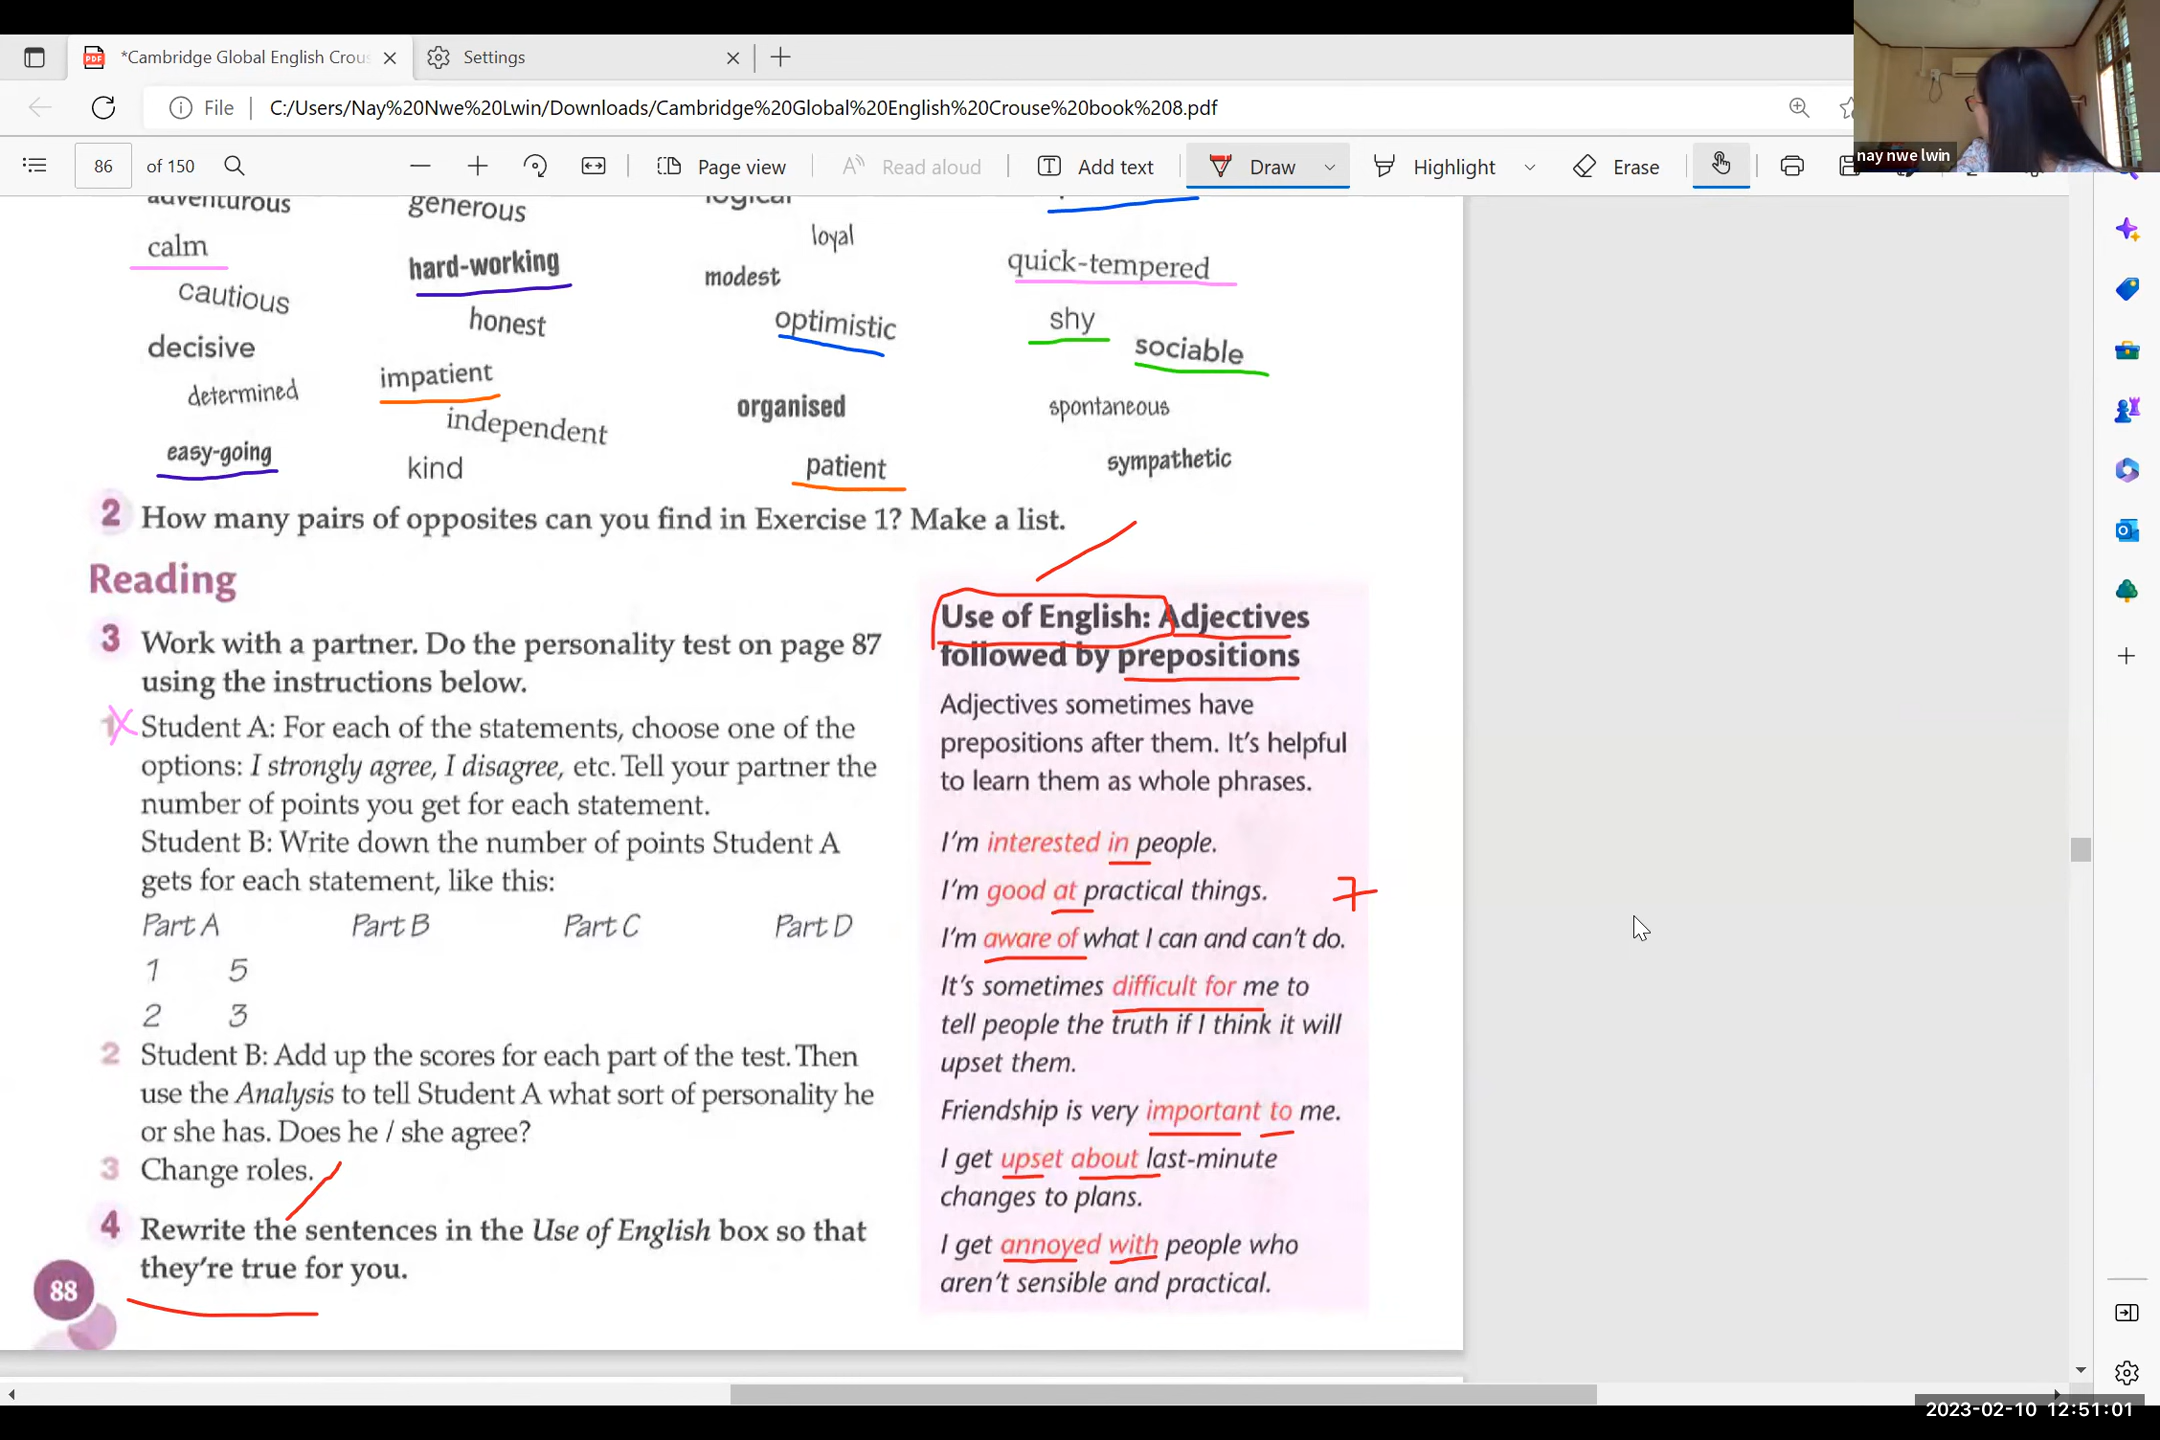 *Cambridge Global English Crous
Settings
File
C:/Users/Nay%20Nwe%20Lwin/Downloads/Cambridge%20Global%20English%20Crouse%20book%208.pdf
nay nwe lwin
86 of 150
Page view
Read aloud
Add text
Draw
Highlight
Erase
adventurous generous logical
loyal
calm hard-working modest quick-tempered
cautious honest optimistic shy
decisive sociable
determined impatient organised spontaneous
independent
easy-going kind patient sympathetic
2 How many pairs of opposites can you find in Exercise 1? Make a list.
Reading
3 Work with a partner. Do the personality test on page 87
using the instructions below.
1 Student A: For each of the statements, choose one of the
options: I strongly agree, I disagree, etc. Tell your partner the
number of points you get for each statement.
Student B: Write down the number of points Student A
gets for each statement, like this:
Part A Part B Part C Part D
1 5
2 3
2 Student B: Add up the scores for each part of the test. Then
use the Analysis to tell Student A what sort of personality he
or she has. Does he / she agree?
3 Change roles.
4 Rewrite the sentences in the Use of English box so that
they're true for you.
88
Use of English: Adjectives
followed by prepositions
Adjectives sometimes have
prepositions after them. It's helpful
to learn them as whole phrases.
I'm interested in people.
I'm good at practical things.
7
I'm aware of what I can and can't do.
It's sometimes difficult for me to
tell people the truth if I think it will
upset them.
Friendship is very important to me.
I get upset about last-minute
changes to plans.
I get annoyed with people who
aren't sensible and practical.
2023-02-10 12:51:01